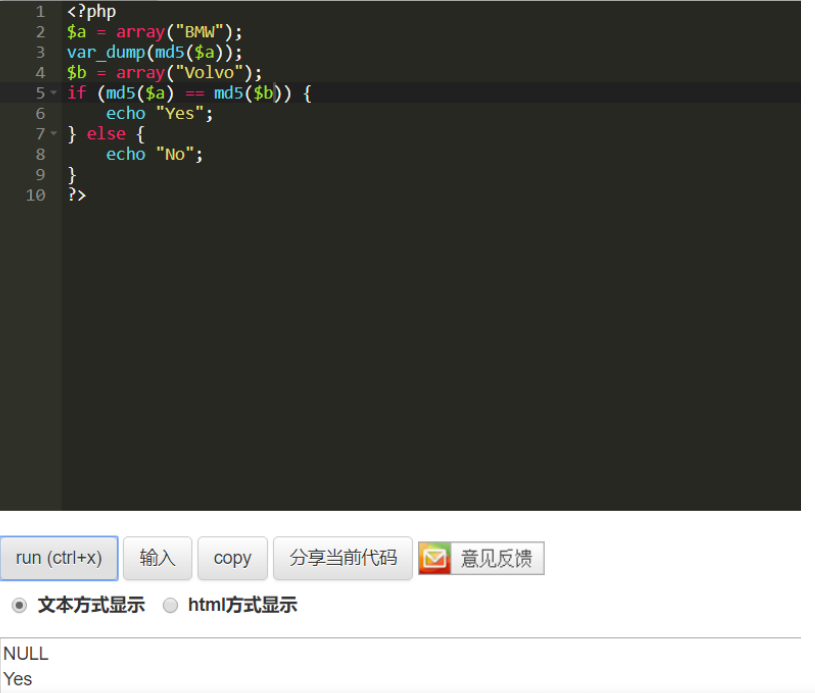 1 <?php
2 $a = array("BMW");
3 var_dump(md5($a));
4 $b = array("Volvo");
5 if (md5($a) == md5($b)) {
6     echo "Yes";
7 } else {
8     echo "No";
9 }
10 ?>
run (ctrl+x) 输入 copy 分享当前代码 意见反馈
文本方式显示 html方式显示
NULL
Yes